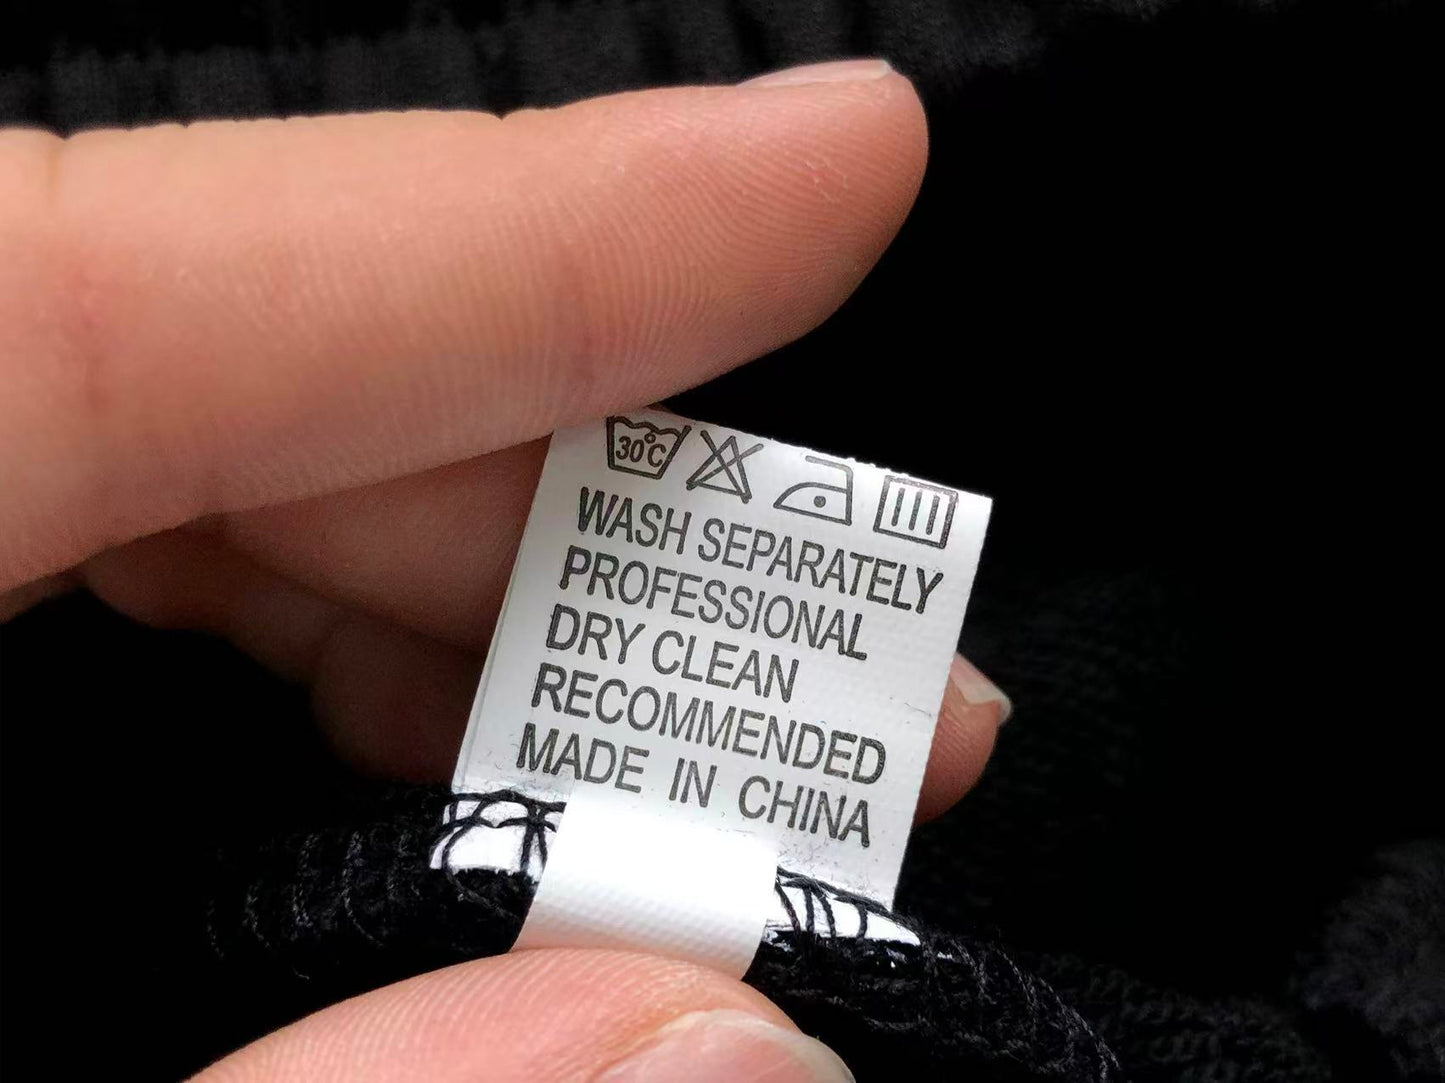 30°C
WASH SEPARATELY
PROFESSIONAL
DRY CLEAN
RECOMMENDED
MADE IN CHINA